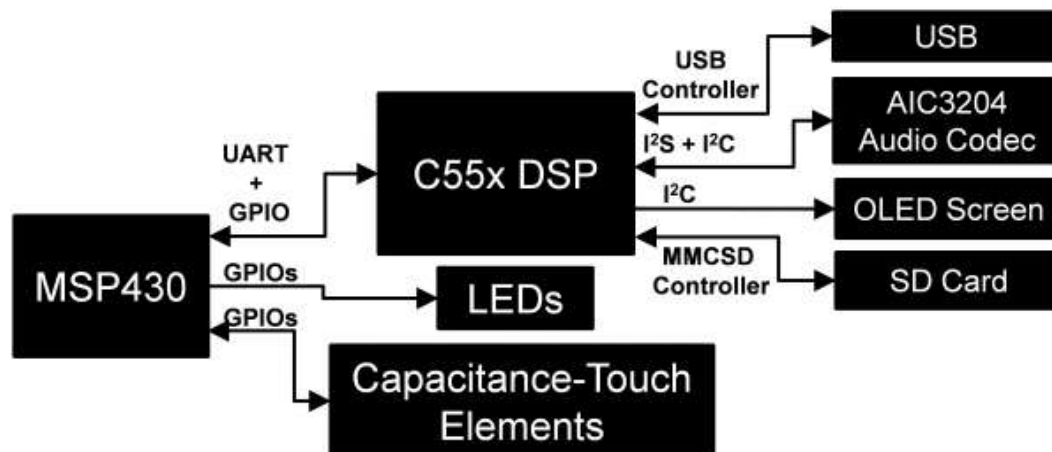 USB
USB
Controller
AIC3204
Audio Codec
I²S + I²C
UART
+
GPIO
C55x DSP
I²C
OLED Screen
MSP430
GPIOs
LEDs
MMCSD
Controller
SD Card
GPIOs
Capacitance-Touch
Elements